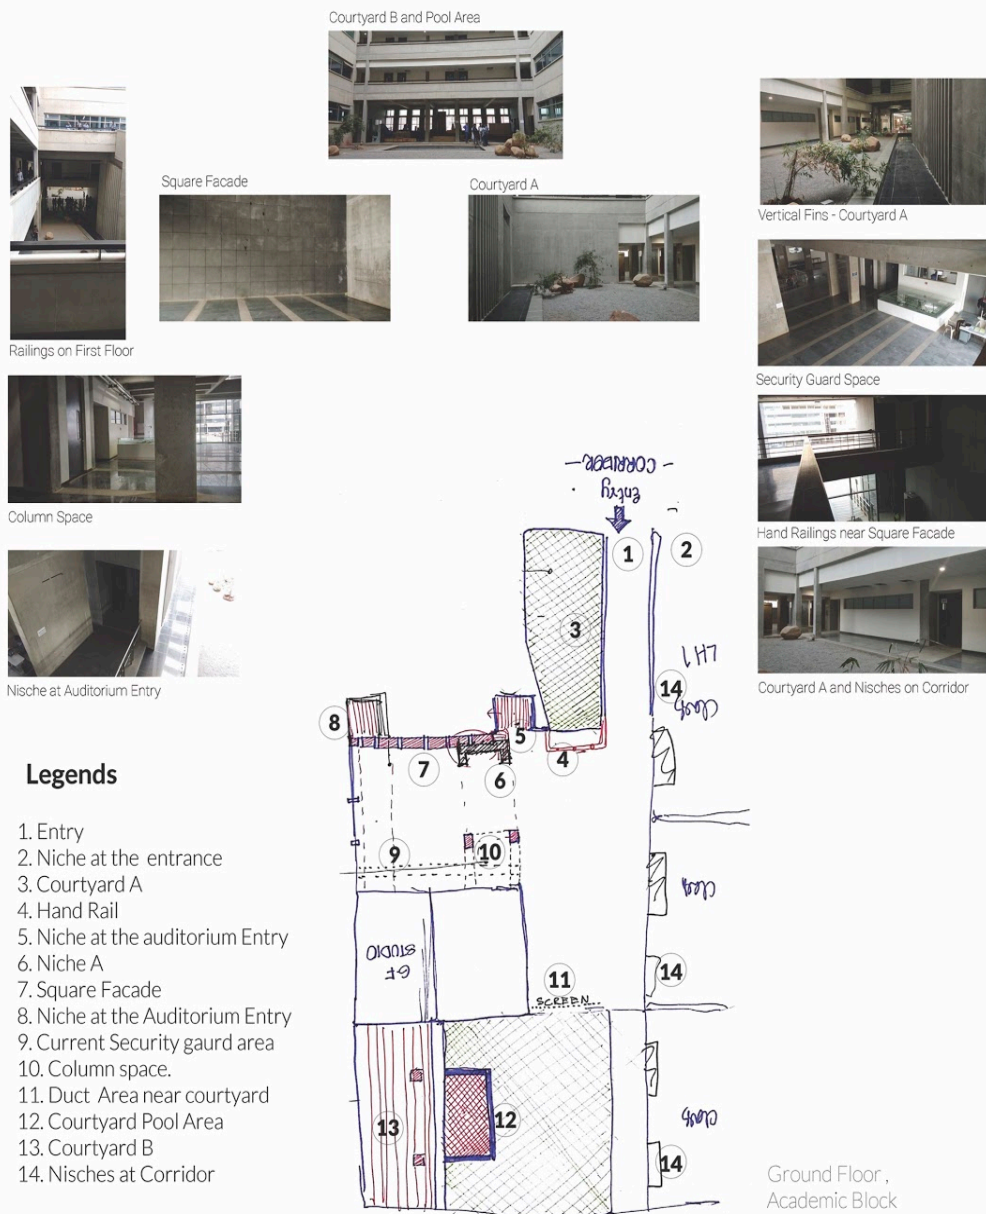 Courtyard B and Pool Area
Square Facade
Courtyard A
Vertical Fins - Courtyard A
Railings on First Floor
Security Guard Space
Column Space
Hand Railings near Square Facade
Nische at Auditorium Entry
Courtyard A and Nisches on Corridor
- CORRIDOR -
Entry
1
2
3
LH1
14
Class
8
5
4
7
6
9
10
Class
GF
STUDIO
11
14
SCREEN
12
13
Class
14
Legends
1. Entry
2. Niche at the entrance
3. Courtyard A
4. Hand Rail
5. Niche at the auditorium Entry
6. Niche A
7. Square Facade
8. Niche at the Auditorium Entry
9. Current Security gaurd area
10. Column space.
11. Duct Area near courtyard
12. Courtyard Pool Area
13. Courtyard B
14. Nisches at Corridor
Ground Floor ,
Academic Block